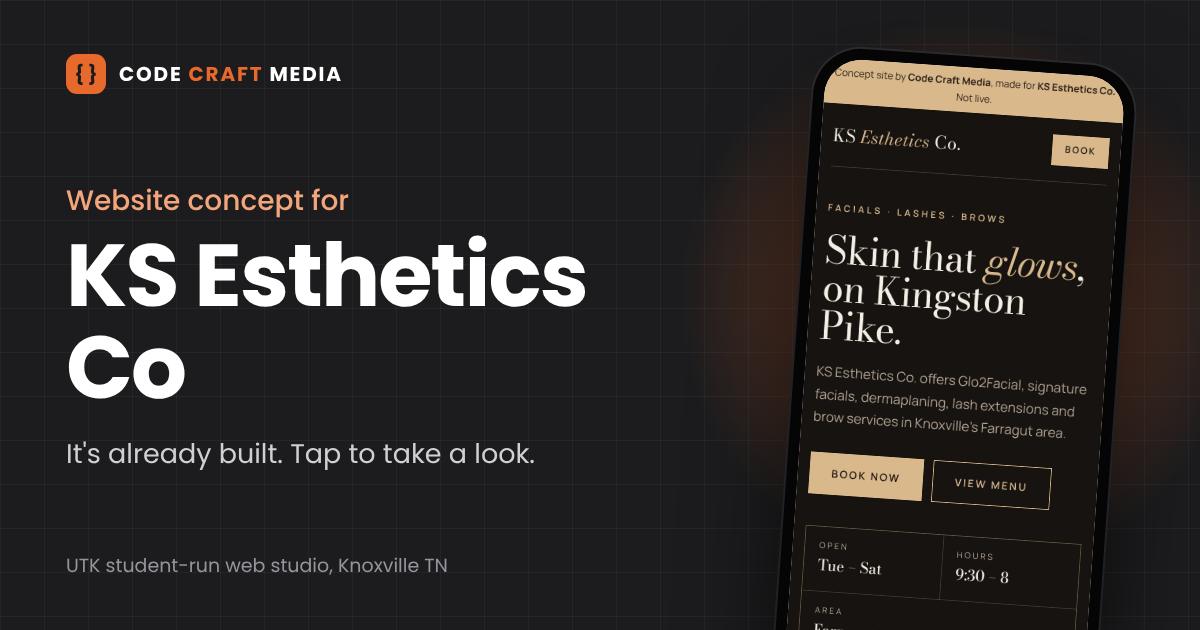 { } CODE CRAFT MEDIA
Website concept for
KS Esthetics
Co
It's already built. Tap to take a look.
UTK student-run web studio, Knoxville TN
Concept site by Code Craft Media, made for KS Esthetics Co.
Not live.
KS Esthetics Co.
BOOK
FACIALS · LASHES · BROWS
Skin that glows,
on Kingston
Pike.
KS Esthetics Co. offers Glo2Facial, signature
facials, dermaplaning, lash extensions and
brow services in Knoxville's Farragut area.
BOOK NOW
VIEW MENU
OPEN
Tue – Sat
HOURS
9:30 – 8
AREA